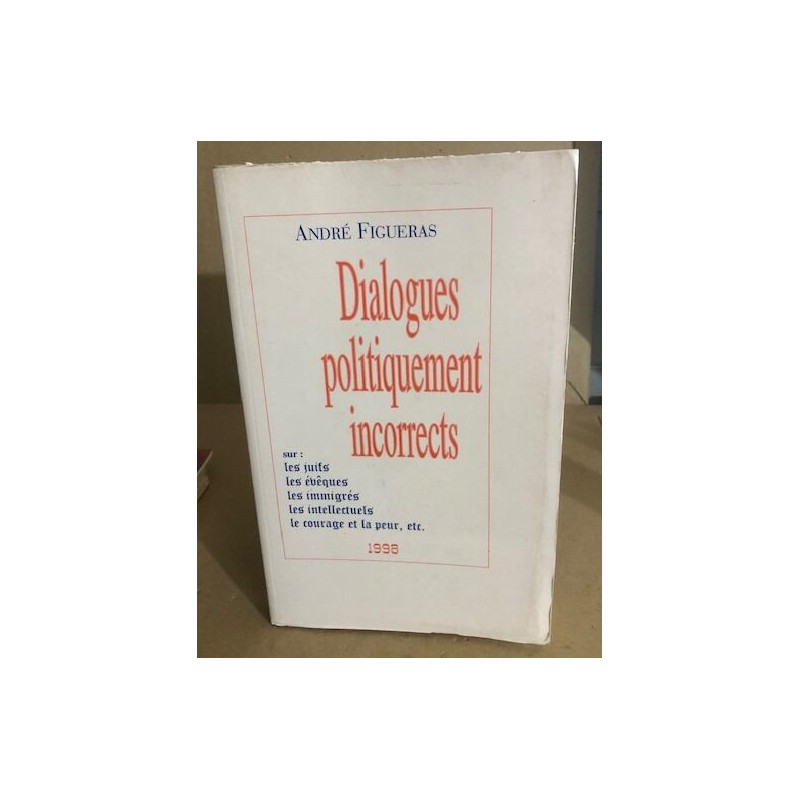 ANDRÉ FIGUERAS
Dialogues
politiquement
incorrects
sur :
les juifs
les évêques
les immigrés
les intellectuels
le courage et la peur, etc.
1998